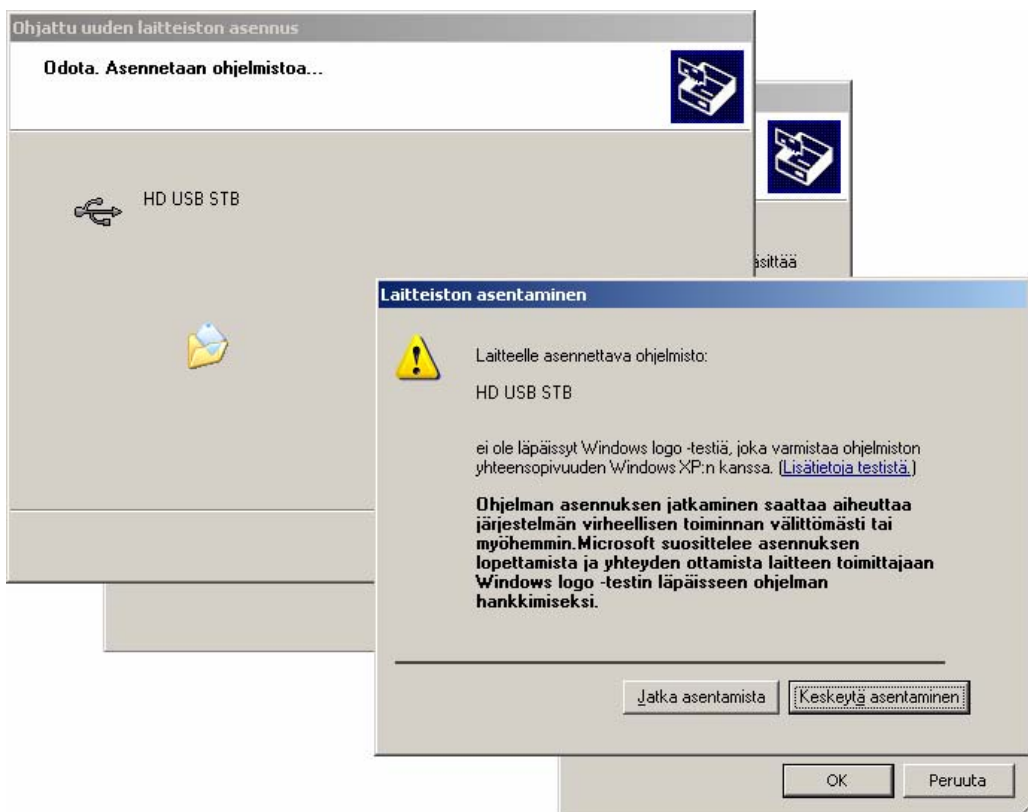 Ohjattu uuden laitteiston asennus
Odota. Asennetaan ohjelmistoa...
HD USB STB
Laitteiston asentaminen
Laitteelle asennettava ohjelmisto:
HD USB STB
ei ole läpäissyt Windows logo -testiä, joka varmistaa ohjelmiston
yhteensopivuuden Windows XP:n kanssa. (Lisätietoja testistä.)
Ohjelman asennuksen jatkaminen saattaa aiheuttaa
järjestelmän virheellisen toiminnan välittömästi tai
myöhemmin.Microsoft suosittelee asennuksen
lopettamista ja yhteyden ottamista laitteen toimittajaan
Windows logo -testin läpäisseen ohjelman
hankkimiseksi.
Jatka asentamista
Keskeytä asentaminen
OK
Peruuta